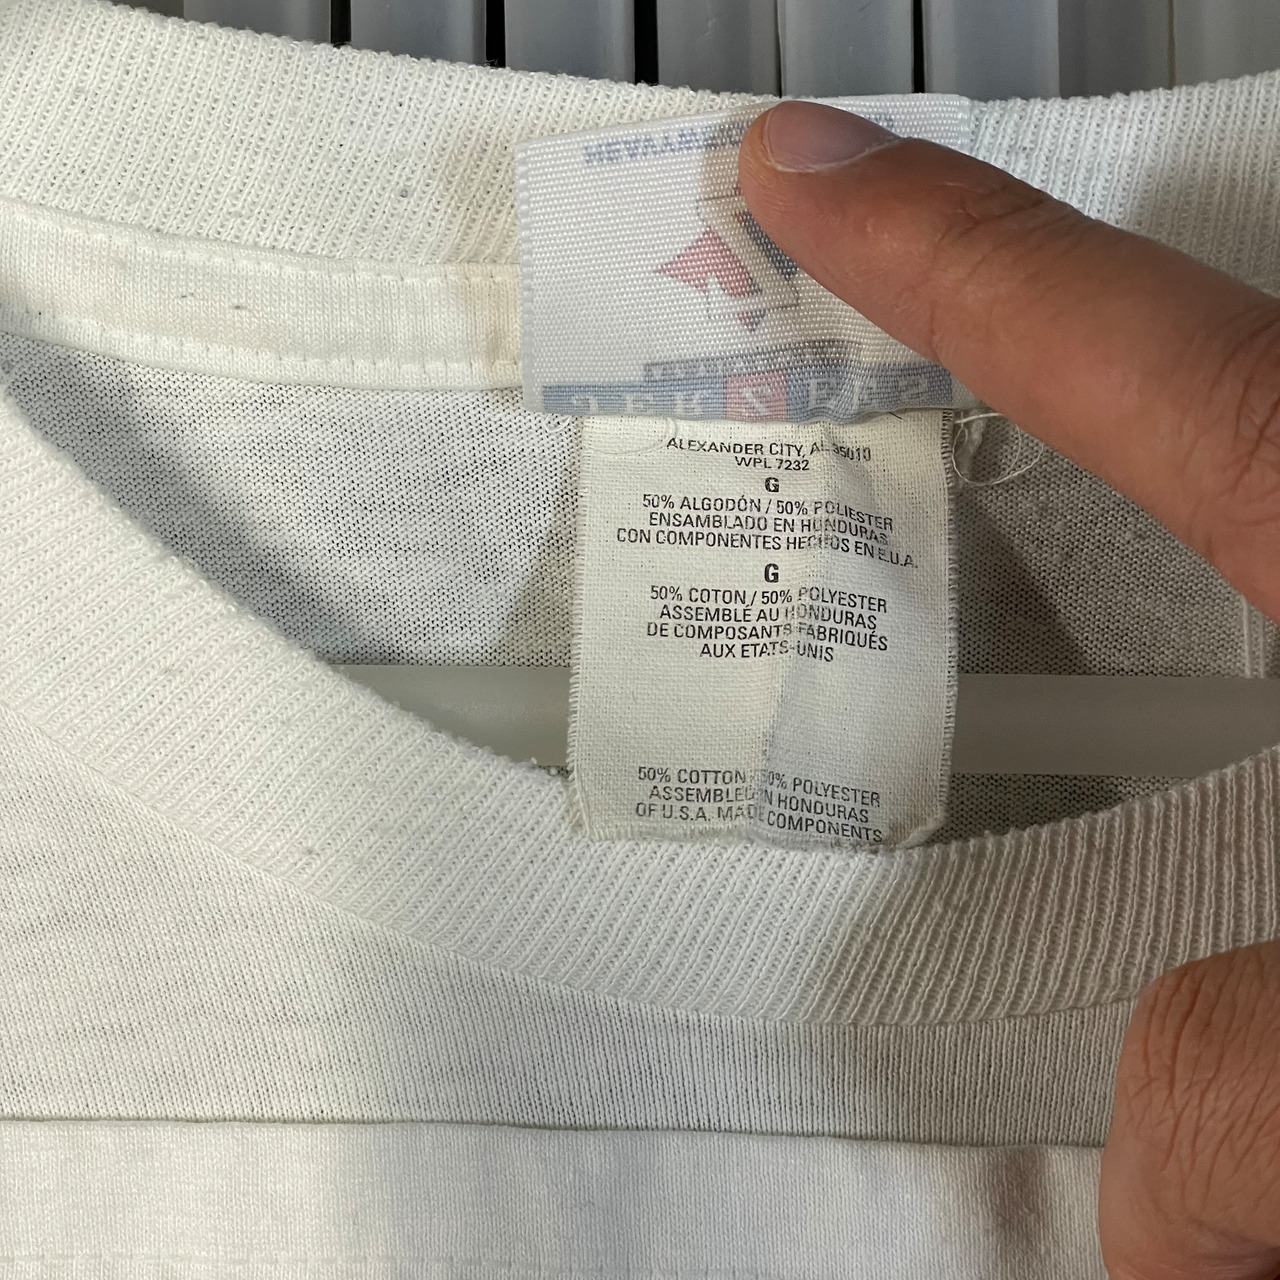 ALEXANDER CITY, AL 35010
WPL 7232
G
50% ALGODÓN / 50% POLIESTER
ENSAMBLADO EN HONDURAS
CON COMPONENTES HECHOS EN E.U.A.
G
50% COTON / 50% POLYESTER
ASSEMBLÉ AU HONDURAS
DE COMPOSANTS FABRIQUÉS
AUX ETATS-UNIS
50% COTTON / 50% POLYESTER
ASSEMBLED IN HONDURAS
OF U.S.A. MADE COMPONENTS